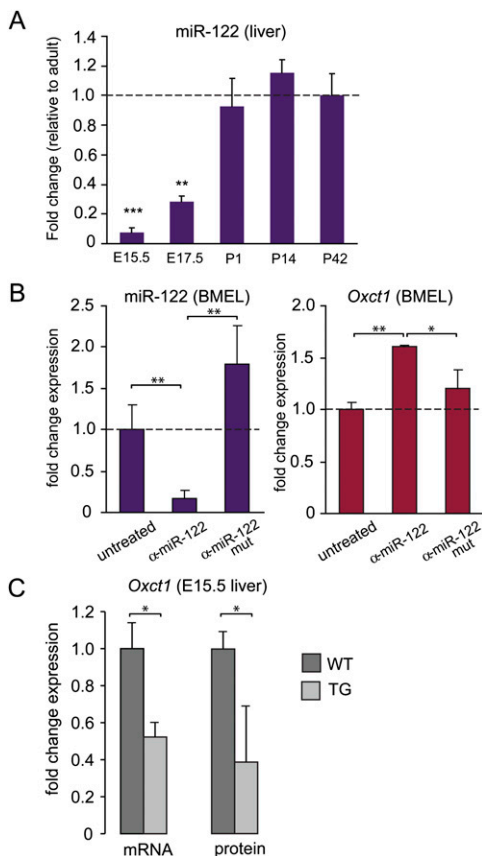 A
miR-122 (liver)
Fold change (relative to adult)
1.4
1.2
1.0
0.8
0.6
0.4
0.2
0
***
**
E15.5 E17.5 P1 P14 P42
B
miR-122 (BMEL)
fold change expression
2.5
2.0
1.5
1.0
0.5
0
**
**
untreated
α-miR-122
α-miR-122
mut
Oxct1 (BMEL)
fold change expression
2.0
1.5
1.0
0.5
0
** *
untreated
α-miR-122
α-miR-122
mut
C
Oxct1 (E15.5 liver)
fold change expression
1.2
1.0
0.8
0.6
0.4
0.2
0
* *
mRNA protein
WT
TG